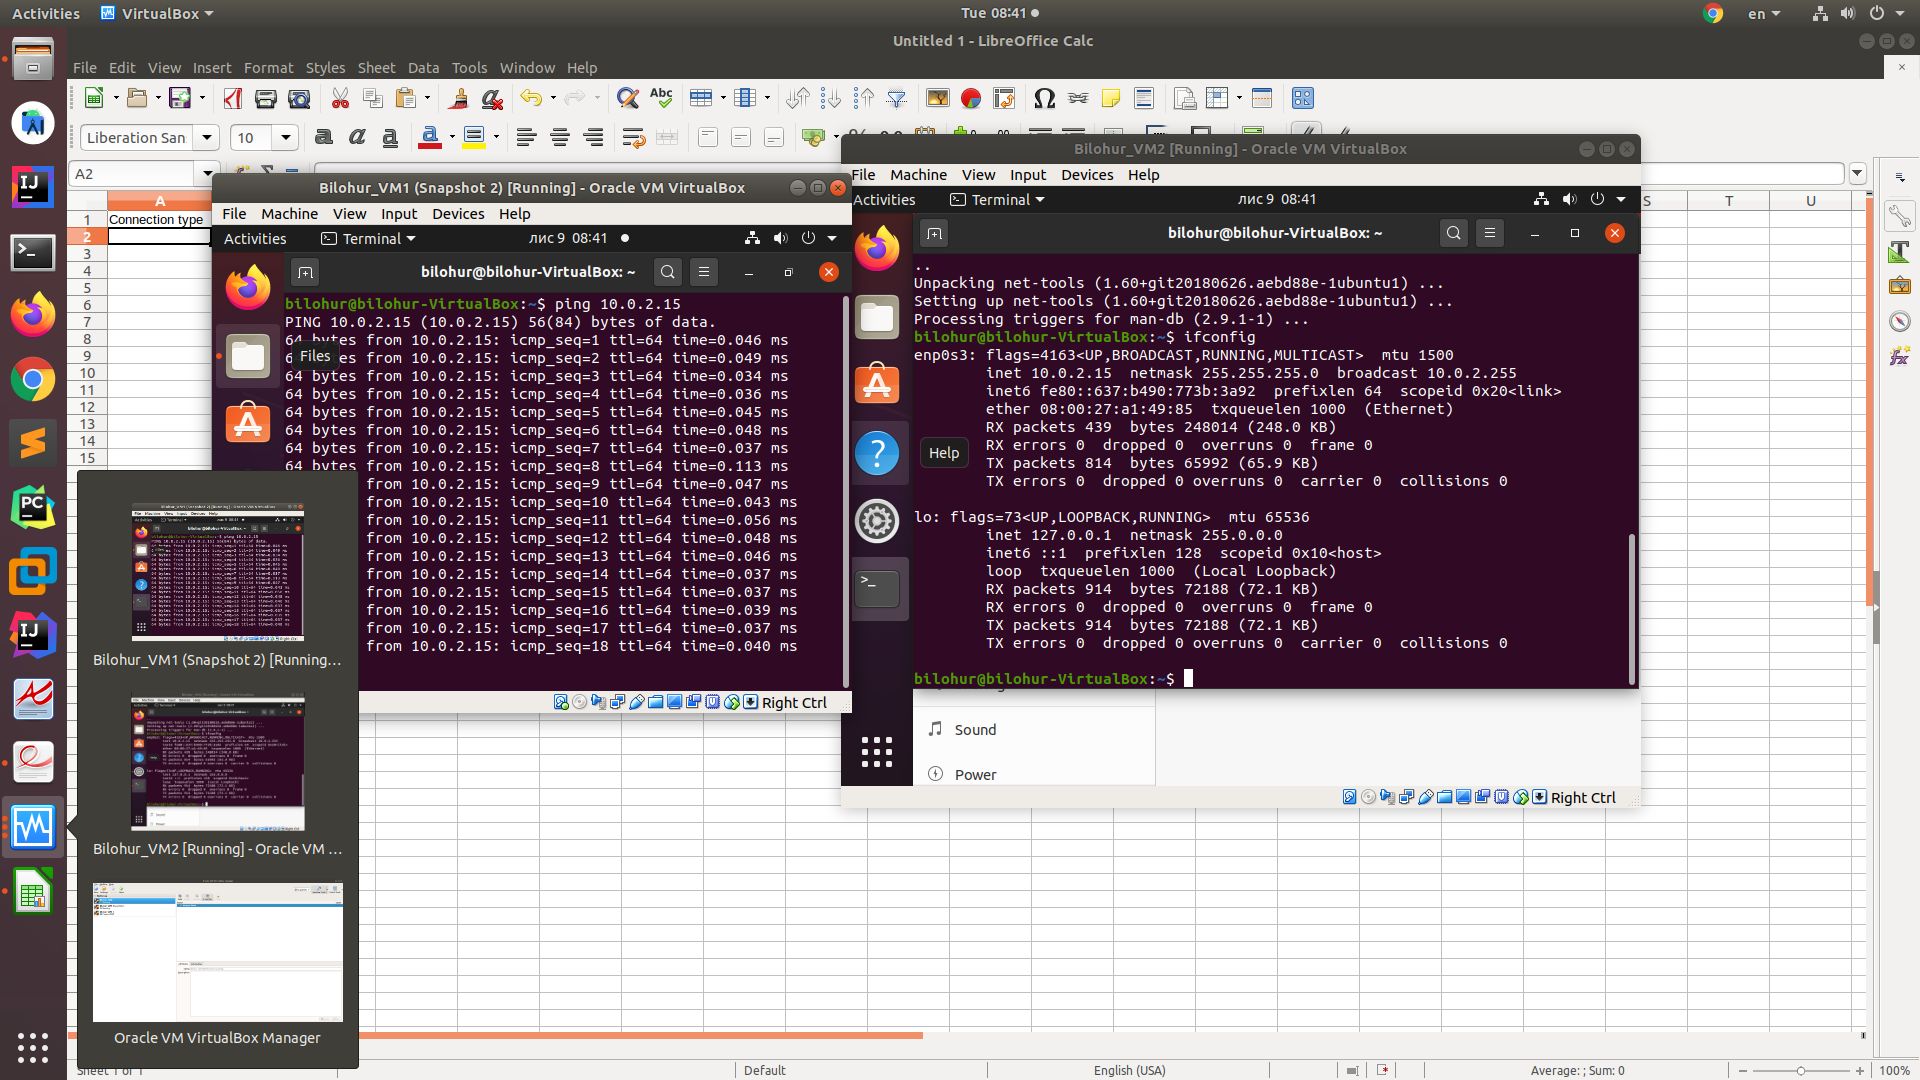 Activities
VirtualBox
Tue 08:41
en
Untitled 1 - LibreOffice Calc
File Edit View Insert Format Styles Sheet Data Tools Window Help
Liberation San
10
A2
A
S T U
1 Connection type
2
3
4
5
6
7
8
9
10
11
12
13
14
15
Bilohur_VM1 (Snapshot 2) [Running] - Oracle VM VirtualBox
File Machine View Input Devices Help
Activities
Terminal
лис 9 08:41
bilohur@bilohur-VirtualBox: ~
bilohur@bilohur-VirtualBox:~$ ping 10.0.2.15
PING 10.0.2.15 (10.0.2.15) 56(84) bytes of data.
64 bytes from 10.0.2.15: icmp_seq=1 ttl=64 time=0.046 ms
64 bytes from 10.0.2.15: icmp_seq=2 ttl=64 time=0.049 ms
64 bytes from 10.0.2.15: icmp_seq=3 ttl=64 time=0.034 ms
64 bytes from 10.0.2.15: icmp_seq=4 ttl=64 time=0.036 ms
64 bytes from 10.0.2.15: icmp_seq=5 ttl=64 time=0.045 ms
64 bytes from 10.0.2.15: icmp_seq=6 ttl=64 time=0.048 ms
64 bytes from 10.0.2.15: icmp_seq=7 ttl=64 time=0.037 ms
64 bytes from 10.0.2.15: icmp_seq=8 ttl=64 time=0.113 ms
from 10.0.2.15: icmp_seq=9 ttl=64 time=0.047 ms
from 10.0.2.15: icmp_seq=10 ttl=64 time=0.043 ms
from 10.0.2.15: icmp_seq=11 ttl=64 time=0.056 ms
from 10.0.2.15: icmp_seq=12 ttl=64 time=0.048 ms
from 10.0.2.15: icmp_seq=13 ttl=64 time=0.046 ms
from 10.0.2.15: icmp_seq=14 ttl=64 time=0.037 ms
from 10.0.2.15: icmp_seq=15 ttl=64 time=0.037 ms
from 10.0.2.15: icmp_seq=16 ttl=64 time=0.039 ms
from 10.0.2.15: icmp_seq=17 ttl=64 time=0.037 ms
from 10.0.2.15: icmp_seq=18 ttl=64 time=0.040 ms
Files
Right Ctrl
Bilohur_VM2 [Running] - Oracle VM VirtualBox
File Machine View Input Devices Help
Activities
Terminal
лис 9 08:41
bilohur@bilohur-VirtualBox: ~
..
Unpacking net-tools (1.60+git20180626.aebd88e-1ubuntu1) ...
Setting up net-tools (1.60+git20180626.aebd88e-1ubuntu1) ...
Processing triggers for man-db (2.9.1-1) ...
bilohur@bilohur-VirtualBox:~$ ifconfig
enp0s3: flags=4163<UP,BROADCAST,RUNNING,MULTICAST> mtu 1500
inet 10.0.2.15 netmask 255.255.255.0 broadcast 10.0.2.255
inet6 fe80::637:b490:773b:3a92 prefixlen 64 scopeid 0x20<link>
ether 08:00:27:a1:49:85 txqueuelen 1000 (Ethernet)
RX packets 439 bytes 248014 (248.0 KB)
RX errors 0 dropped 0 overruns 0 frame 0
TX packets 814 bytes 65992 (65.9 KB)
TX errors 0 dropped 0 overruns 0 carrier 0 collisions 0
lo: flags=73<UP,LOOPBACK,RUNNING> mtu 65536
inet 127.0.0.1 netmask 255.0.0.0
inet6 ::1 prefixlen 128 scopeid 0x10<host>
loop txqueuelen 1000 (Local Loopback)
RX packets 914 bytes 72188 (72.1 KB)
RX errors 0 dropped 0 overruns 0 frame 0
TX packets 914 bytes 72188 (72.1 KB)
TX errors 0 dropped 0 overruns 0 carrier 0 collisions 0
bilohur@bilohur-VirtualBox:~$
Help
Sound
Power
Right Ctrl
Bilohur_VM1 (Snapshot 2) [Running...
Bilohur_VM2 [Running] - Oracle VM ...
Oracle VM VirtualBox Manager
Sheet 1 of 1
Default
English (USA)
Average: ; Sum: 0
100%